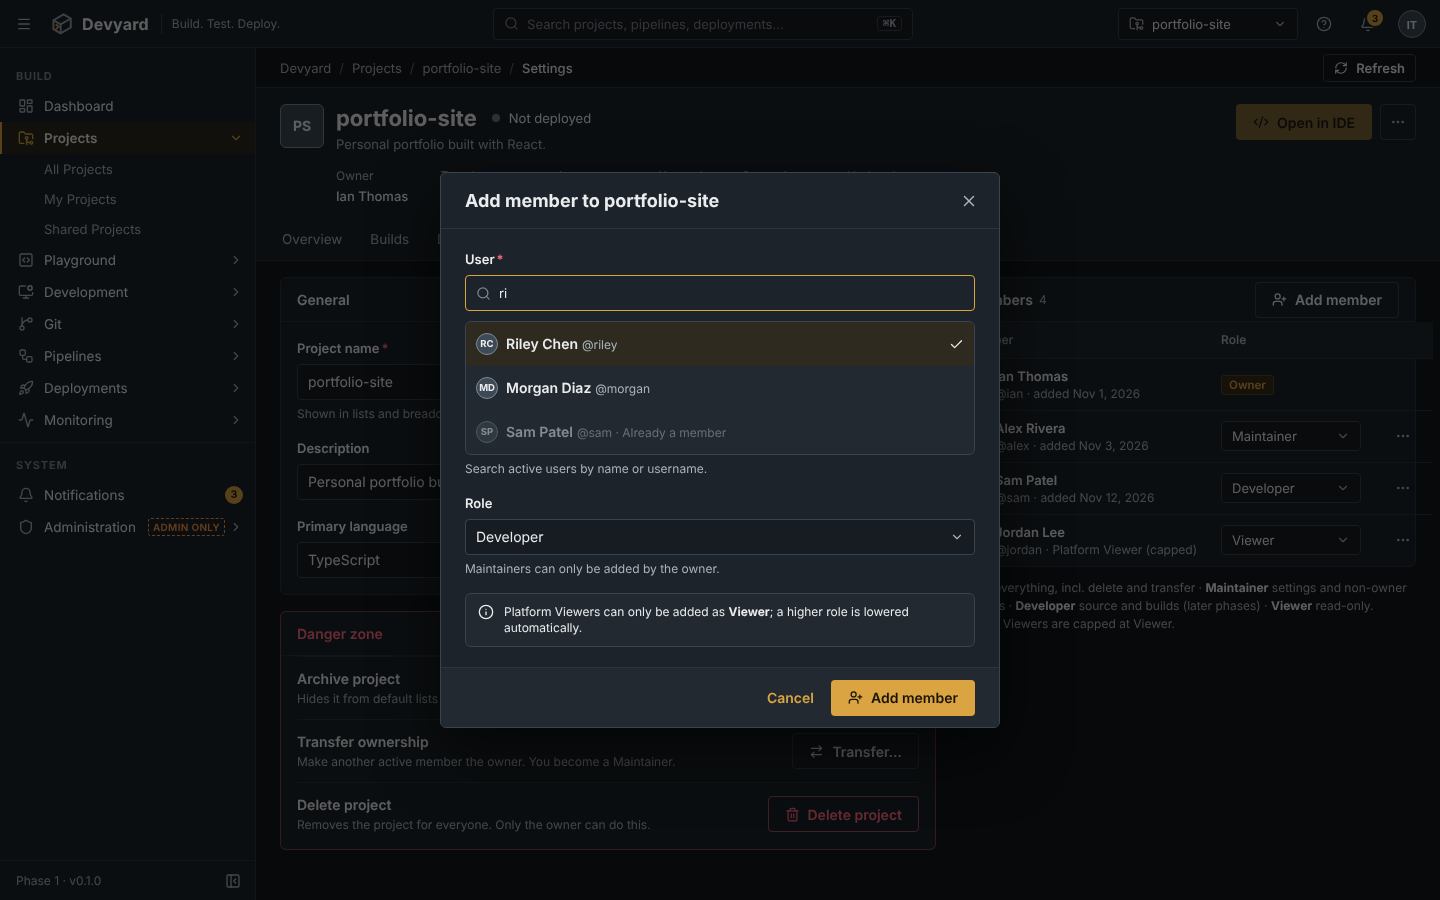 Devyard
Build. Test. Deploy.
Search projects, pipelines, deployments...
⌘K
portfolio-site
3
IT
BUILD
Dashboard
Projects
All Projects
My Projects
Shared Projects
Playground
Development
Git
Pipelines
Deployments
Monitoring
SYSTEM
Notifications
3
Administration
ADMIN ONLY
Phase 1 · v0.1.0
Devyard / Projects / portfolio-site / Settings
Refresh
PS
portfolio-site
Not deployed
Personal portfolio built with React.
Open in IDE
Owner
Ian Thomas
Overview
Builds
General
Project name *
portfolio-site
Shown in lists and
Description
Personal portfolio
Primary language
TypeScript
Danger zone
Archive project
Hides it from default lists
Transfer ownership
Make another active member the owner. You become a Maintainer.
Transfer...
Delete project
Removes the project for everyone. Only the owner can do this.
Delete project
Add member to portfolio-site
User *
ri
RC
Riley Chen @riley
MD
Morgan Diaz @morgan
SP
Sam Patel @sam · Already a member
Search active users by name or username.
Role
Developer
Maintainers can only be added by the owner.
Platform Viewers can only be added as Viewer; a higher role is lowered
automatically.
Cancel
Add member
4
Add member
Role
Thomas
@ian · added Nov 1, 2026
Owner
Alex Rivera
@alex · added Nov 3, 2026
Maintainer
Sam Patel
@sam · added Nov 12, 2026
Developer
Jordan Lee
@jordan · Platform Viewer (capped)
Viewer
everything, incl. delete and transfer · Maintainer settings and non-owner
· Developer source and builds (later phases) · Viewer read-only.
Viewers are capped at Viewer.